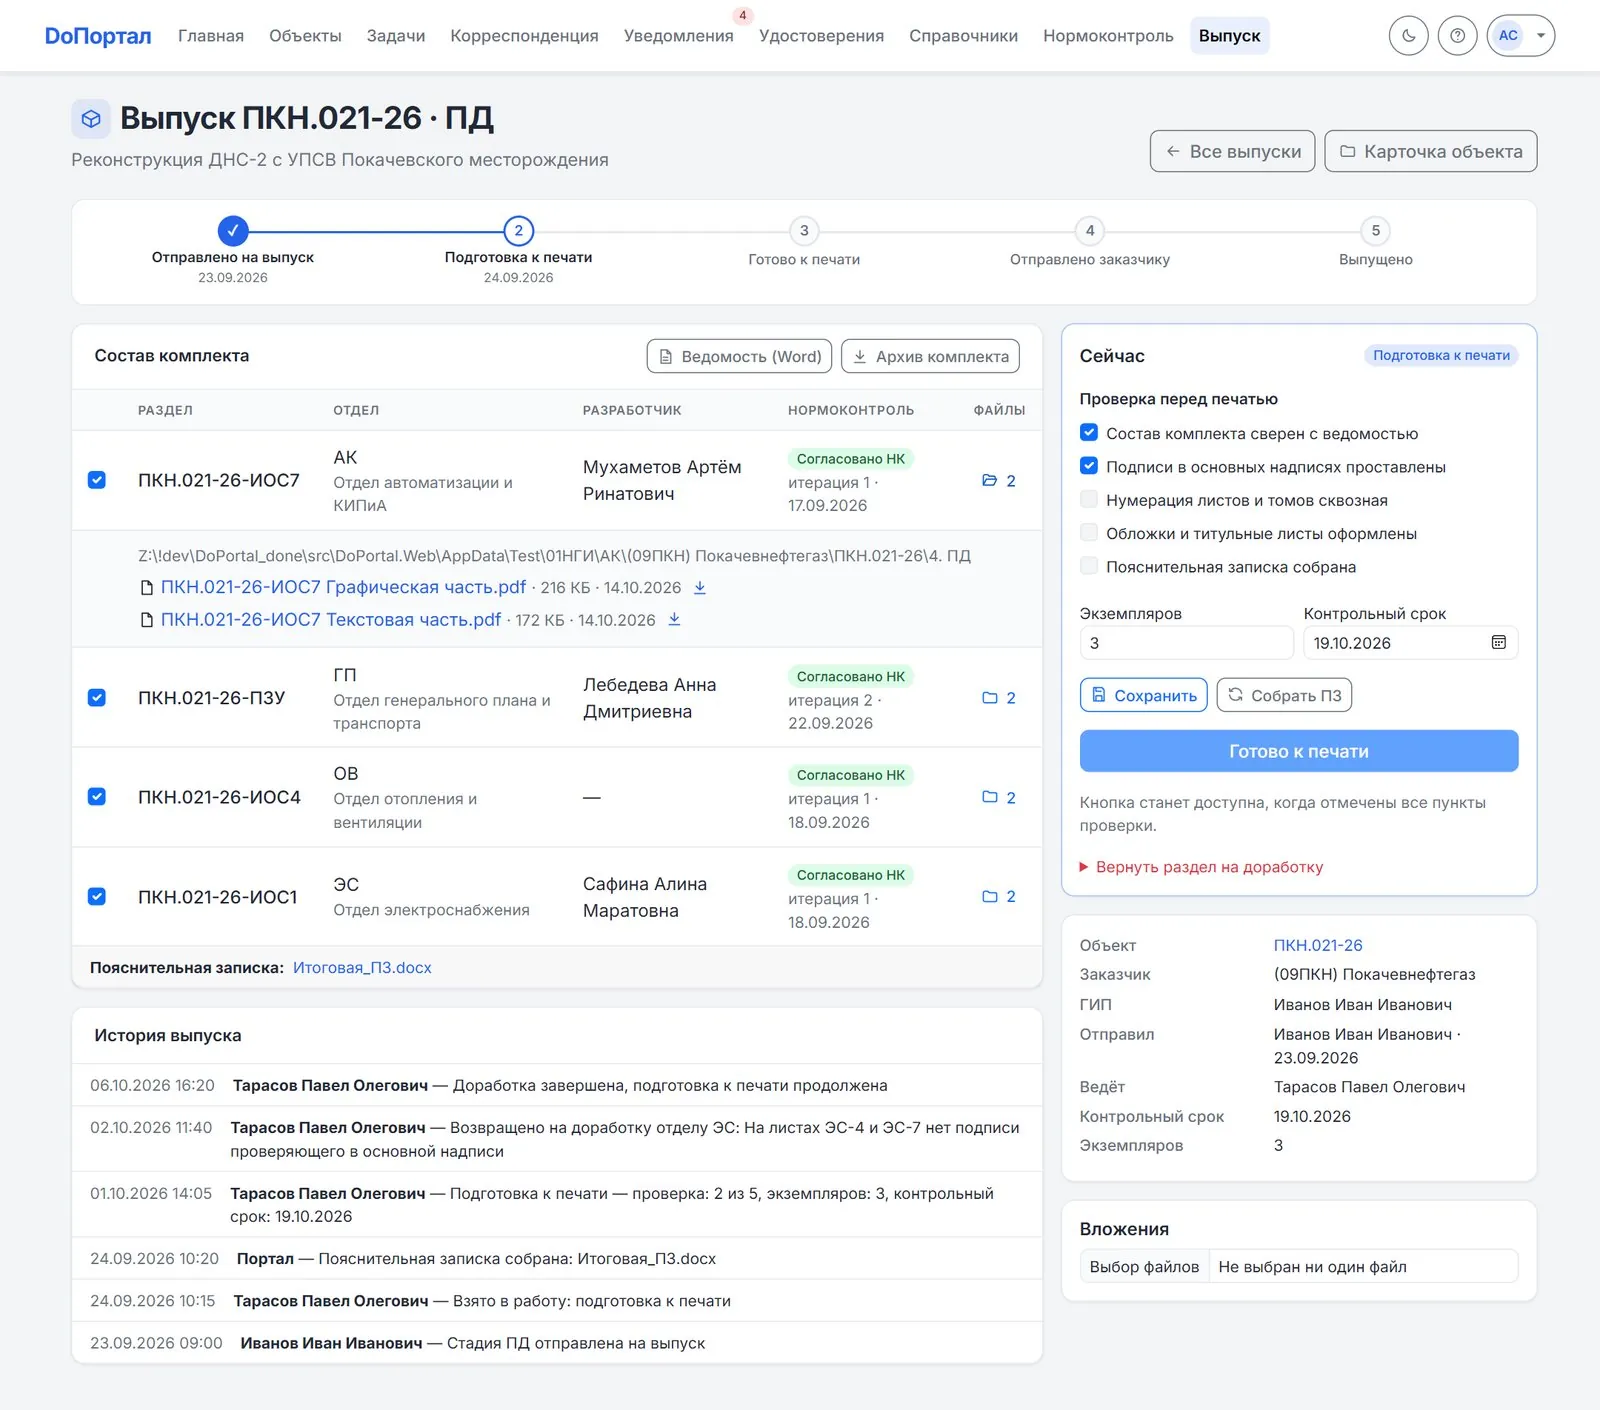 DoПортал
Главная
Объекты
Задачи
Корреспонденция
Уведомления
4
Удостоверения
Справочники
Нормоконтроль
Выпуск
АС
Выпуск ПКН.021-26 · ПД
Реконструкция ДНС-2 с УПСВ Покачевского месторождения
← Все выпуски
Карточка объекта
Отправлено на выпуск
23.09.2026
2
Подготовка к печати
24.09.2026
3
Готово к печати
4
Отправлено заказчику
5
Выпущено
Состав комплекта
Ведомость (Word)
Архив комплекта
РАЗДЕЛ ОТДЕЛ РАЗРАБОТЧИК НОРМОКОНТРОЛЬ ФАЙЛЫ
ПКН.021-26-ИОС7
АК
Отдел автоматизации и
КИПиА
Мухаметов Артём
Ринатович
Согласовано НК
итерация 1 ·
17.09.2026
2
Z:\!dev\DoPortal_done\src\DoPortal.Web\AppData\Test\01НГИ\АК\(09ПКН) Покачевнефтегаз\ПКН.021-26\4. ПД
ПКН.021-26-ИОС7 Графическая часть.pdf · 216 КБ · 14.10.2026
ПКН.021-26-ИОС7 Текстовая часть.pdf · 172 КБ · 14.10.2026
ПКН.021-26-ПЗУ
ГП
Отдел генерального плана и
транспорта
Лебедева Анна
Дмитриевна
Согласовано НК
итерация 2 ·
22.09.2026
2
ПКН.021-26-ИОС4
ОВ
Отдел отопления и
вентиляции
—
Согласовано НК
итерация 1 ·
18.09.2026
2
ПКН.021-26-ИОС1
ЭС
Отдел электроснабжения
Сафина Алина
Маратовна
Согласовано НК
итерация 1 ·
18.09.2026
2
Пояснительная записка: Итоговая_ПЗ.docx
История выпуска
06.10.2026 16:20 Тарасов Павел Олегович — Доработка завершена, подготовка к печати продолжена
02.10.2026 11:40 Тарасов Павел Олегович — Возвращено на доработку отделу ЭС: На листах ЭС-4 и ЭС-7 нет подписи
проверяющего в основной надписи
01.10.2026 14:05 Тарасов Павел Олегович — Подготовка к печати — проверка: 2 из 5, экземпляров: 3, контрольный
срок: 19.10.2026
24.09.2026 10:20 Портал — Пояснительная записка собрана: Итоговая_ПЗ.docx
24.09.2026 10:15 Тарасов Павел Олегович — Взято в работу: подготовка к печати
23.09.2026 09:00 Иванов Иван Иванович — Стадия ПД отправлена на выпуск
Сейчас
Подготовка к печати
Проверка перед печатью
Состав комплекта сверен с ведомостью
Подписи в основных надписях проставлены
Нумерация листов и томов сквозная
Обложки и титульные листы оформлены
Пояснительная записка собрана
Экземпляров
Контрольный срок
3
19.10.2026
Сохранить
Собрать ПЗ
Готово к печати
Кнопка станет доступна, когда отмечены все пункты
проверки.
Вернуть раздел на доработку
Объект ПКН.021-26
Заказчик (09ПКН) Покачевнефтегаз
ГИП Иванов Иван Иванович
Отправил Иванов Иван Иванович ·
23.09.2026
Ведёт Тарасов Павел Олегович
Контрольный срок 19.10.2026
Экземпляров 3
Вложения
Выбор файлов Не выбран ни один файл